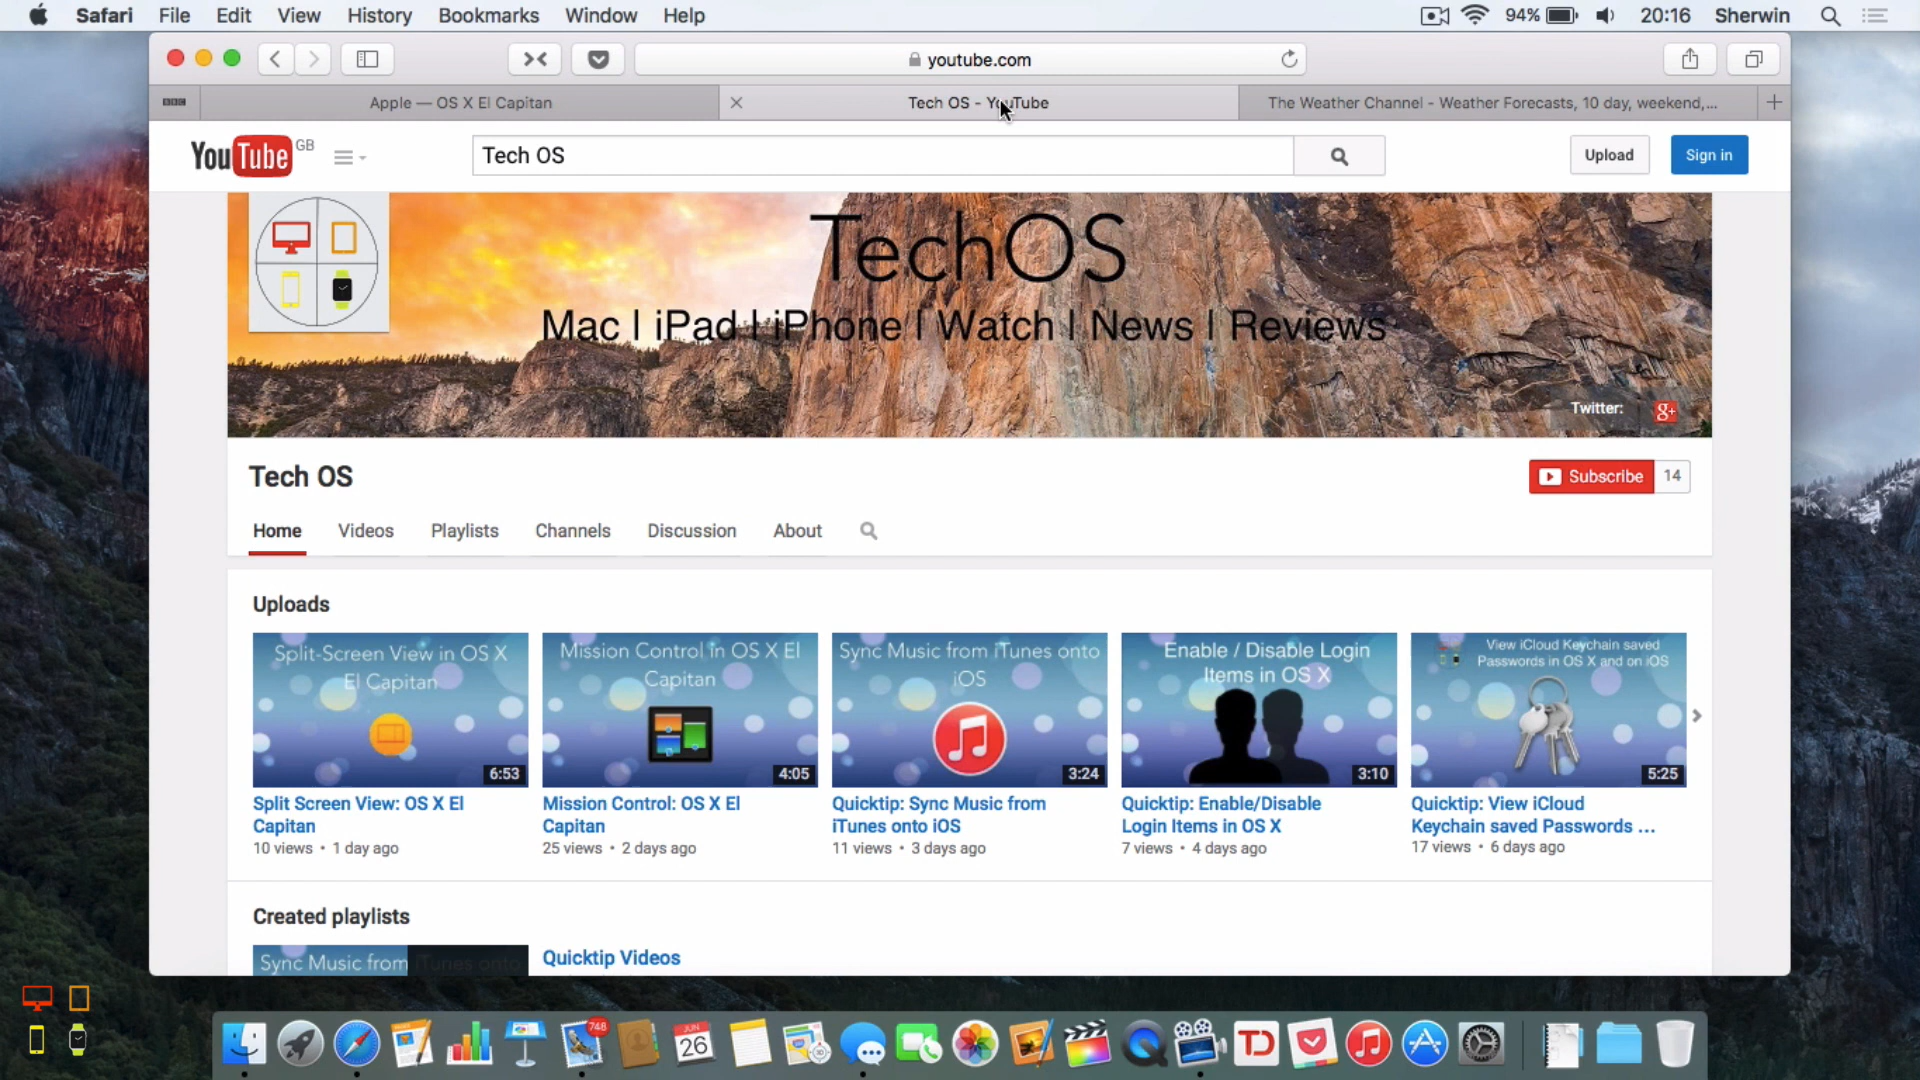 Safari File Edit View History Bookmarks Window Help 94% 20:16 Sherwin
youtube.com
BBC Apple — OS X El Capitan Tech OS - YouTube The Weather Channel - Weather Forecasts, 10 day, weekend,...
YouTube GB Tech OS Upload Sign in
TechOS
Mac | iPad | iPhone | Watch | News | Reviews
Twitter: g+
Tech OS Subscribe 14
Home Videos Playlists Channels Discussion About
Uploads
Split-Screen View in OS X
El Capitan
6:53
Mission Control in OS X El
Capitan
4:05
Sync Music from iTunes onto
iOS
3:24
Enable / Disable Login
Items in OS X
3:10
View iCloud Keychain saved
Passwords in OS X and on iOS
5:25
Split Screen View: OS X El
Capitan
10 views • 1 day ago
Mission Control: OS X El
Capitan
25 views • 2 days ago
Quicktip: Sync Music from
iTunes onto iOS
11 views • 3 days ago
Quicktip: Enable/Disable
Login Items in OS X
7 views • 4 days ago
Quicktip: View iCloud
Keychain saved Passwords ...
17 views • 6 days ago
Created playlists
Sync Music from iTunes onto
Quicktip Videos
748
JUN
26